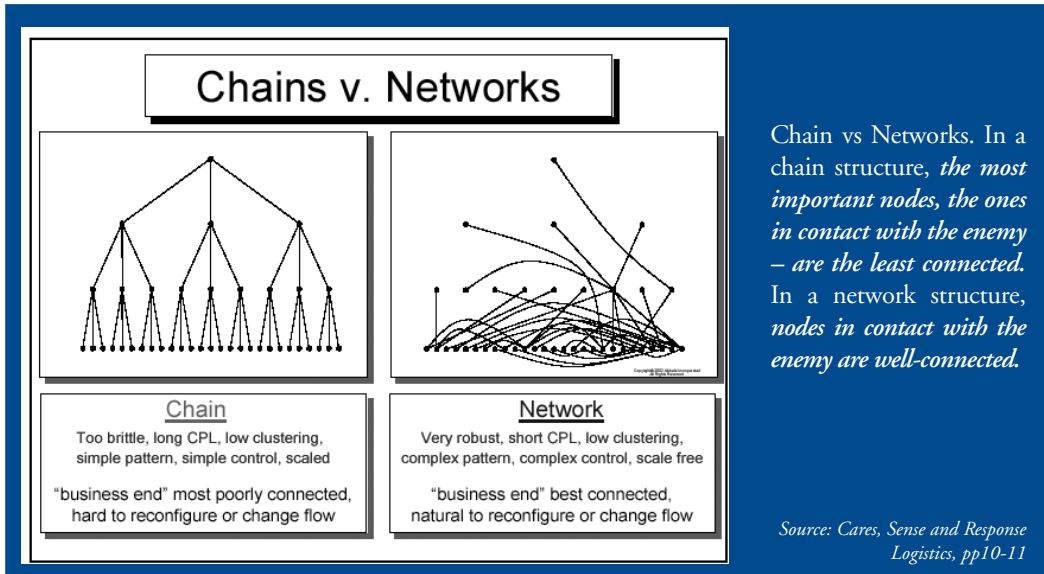 Chains v. Networks
Chain
Too brittle, long CPL, low clustering,
simple pattern, simple control, scaled
“business end” most poorly connected,
hard to reconfigure or change flow
Network
Very robust, short CPL, low clustering,
complex pattern, complex control, scale free
“business end” best connected,
natural to reconfigure or change flow
Chain vs Networks. In a
chain structure, the most
important nodes, the ones
in contact with the enemy
– are the least connected.
In a network structure,
nodes in contact with the
enemy are well-connected.
Source: Cares, Sense and Response
Logistics, pp10-11